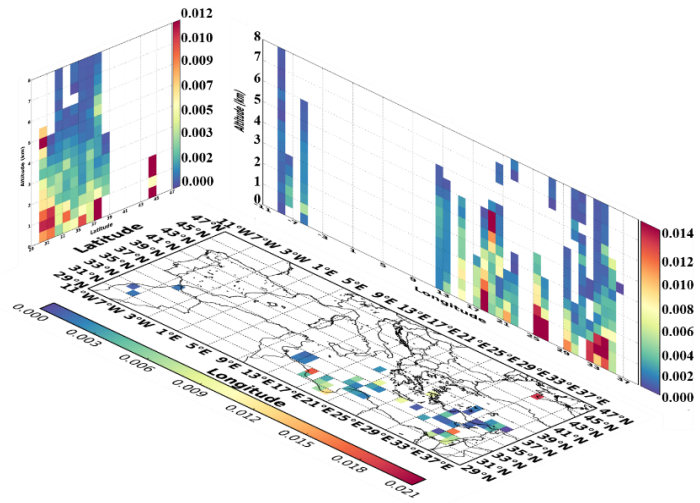 0.012
0.010
0.009
0.007
0.005
0.003
0.002
0.000
Altitude (km)
Latitude
8
7
6
5
4
3
2
1
0
Altitude (km)
Longitude
0.014
0.012
0.010
0.008
0.006
0.004
0.002
0.000
Latitude
47°N
45°N
43°N
41°N
39°N
37°N
35°N
33°N
31°N
29°N
11°W 7°W 3°W 1°E 5°E 9°E 13°E 17°E 21°E 25°E 29°E 33°E 37°E
11°W 7°W 3°W 1°E 5°E 9°E 13°E 17°E 21°E 25°E 29°E 33°E 37°E
Longitude
47°N
45°N
43°N
41°N
39°N
37°N
35°N
33°N
31°N
29°N
0.000
0.003
0.006
0.009
0.012
0.015
0.018
0.021